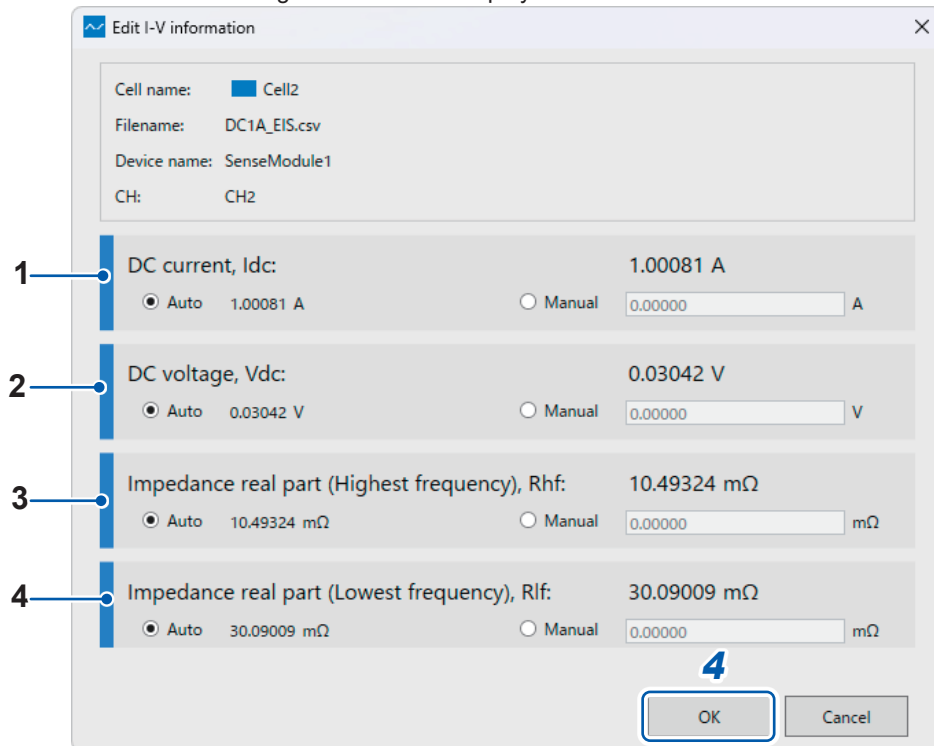 Edit I-V information
Cell name: Cell2
Filename: DC1A_EIS.csv
Device name: SenseModule1
CH: CH2
1
DC current, Idc: 1.00081 A
Auto 1.00081 A Manual 0.00000 A
2
DC voltage, Vdc: 0.03042 V
Auto 0.03042 V Manual 0.00000 V
3
Impedance real part (Highest frequency), Rhf: 10.49324 mΩ
Auto 10.49324 mΩ Manual 0.00000 mΩ
4
Impedance real part (Lowest frequency), Rlf: 30.09009 mΩ
Auto 30.09009 mΩ Manual 0.00000 mΩ
4
OK Cancel